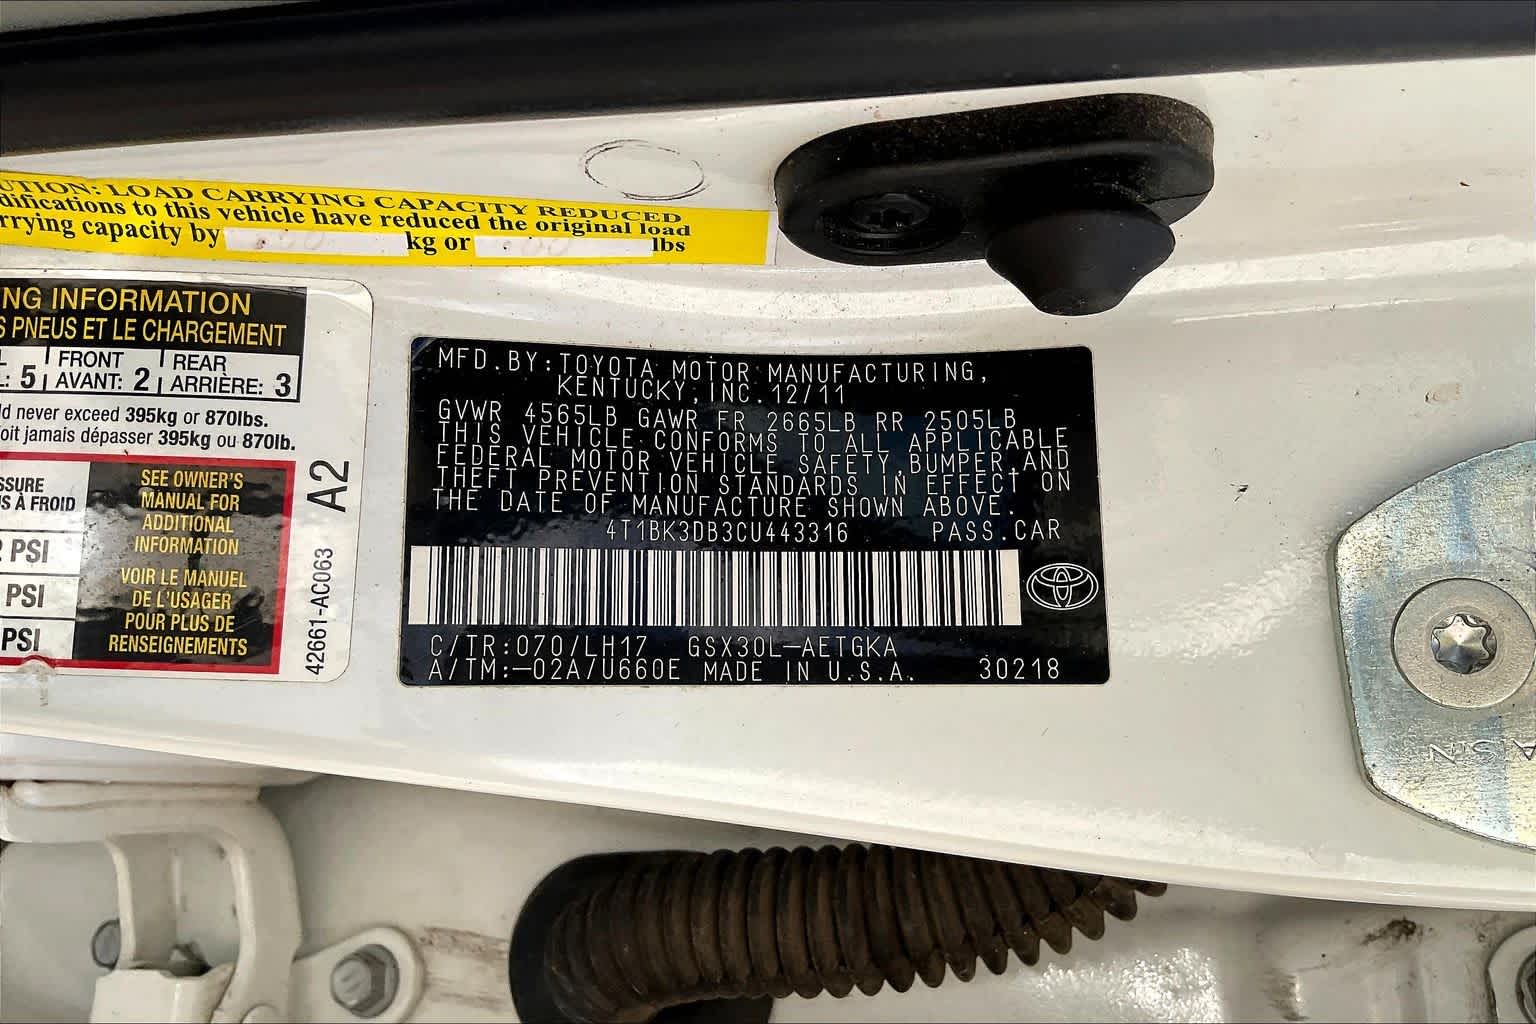 UTION: LOAD CARRYING CAPACITY REDUCED
difications to this vehicle have reduced the original load
rrying capacity by kg or lbs
NG INFORMATION
S PNEUS ET LE CHARGEMENT
L FRONT REAR
: 5 AVANT: 2 ARRIÈRE: 3
ld never exceed 395kg or 870lbs.
oit jamais dépasser 395kg ou 870lb.
SSURE
S À FROID
PSI
PSI
PSI
SEE OWNER'S
MANUAL FOR
ADDITIONAL
INFORMATION
VOIR LE MANUEL
DE L'USAGER
POUR PLUS DE
RENSEIGNEMENTS
42661-AC063 A2
MFD.BY:TOYOTA MOTOR MANUFACTURING,
KENTUCKY,INC.12/11
GVWR 4565LB GAWR FR 2665LB RR 2505LB
THIS VEHICLE CONFORMS TO ALL APPLICABLE
FEDERAL MOTOR VEHICLE SAFETY,BUMPER,AND
THEFT PREVENTION STANDARDS IN EFFECT ON
THE DATE OF MANUFACTURE SHOWN ABOVE.
4T1BK3DB3CU443316 PASS.CAR
C/TR:070/LH17 GSX30L-AETGKA
A/TM:-02A/U660E MADE IN U.S.A. 30218
AISIN